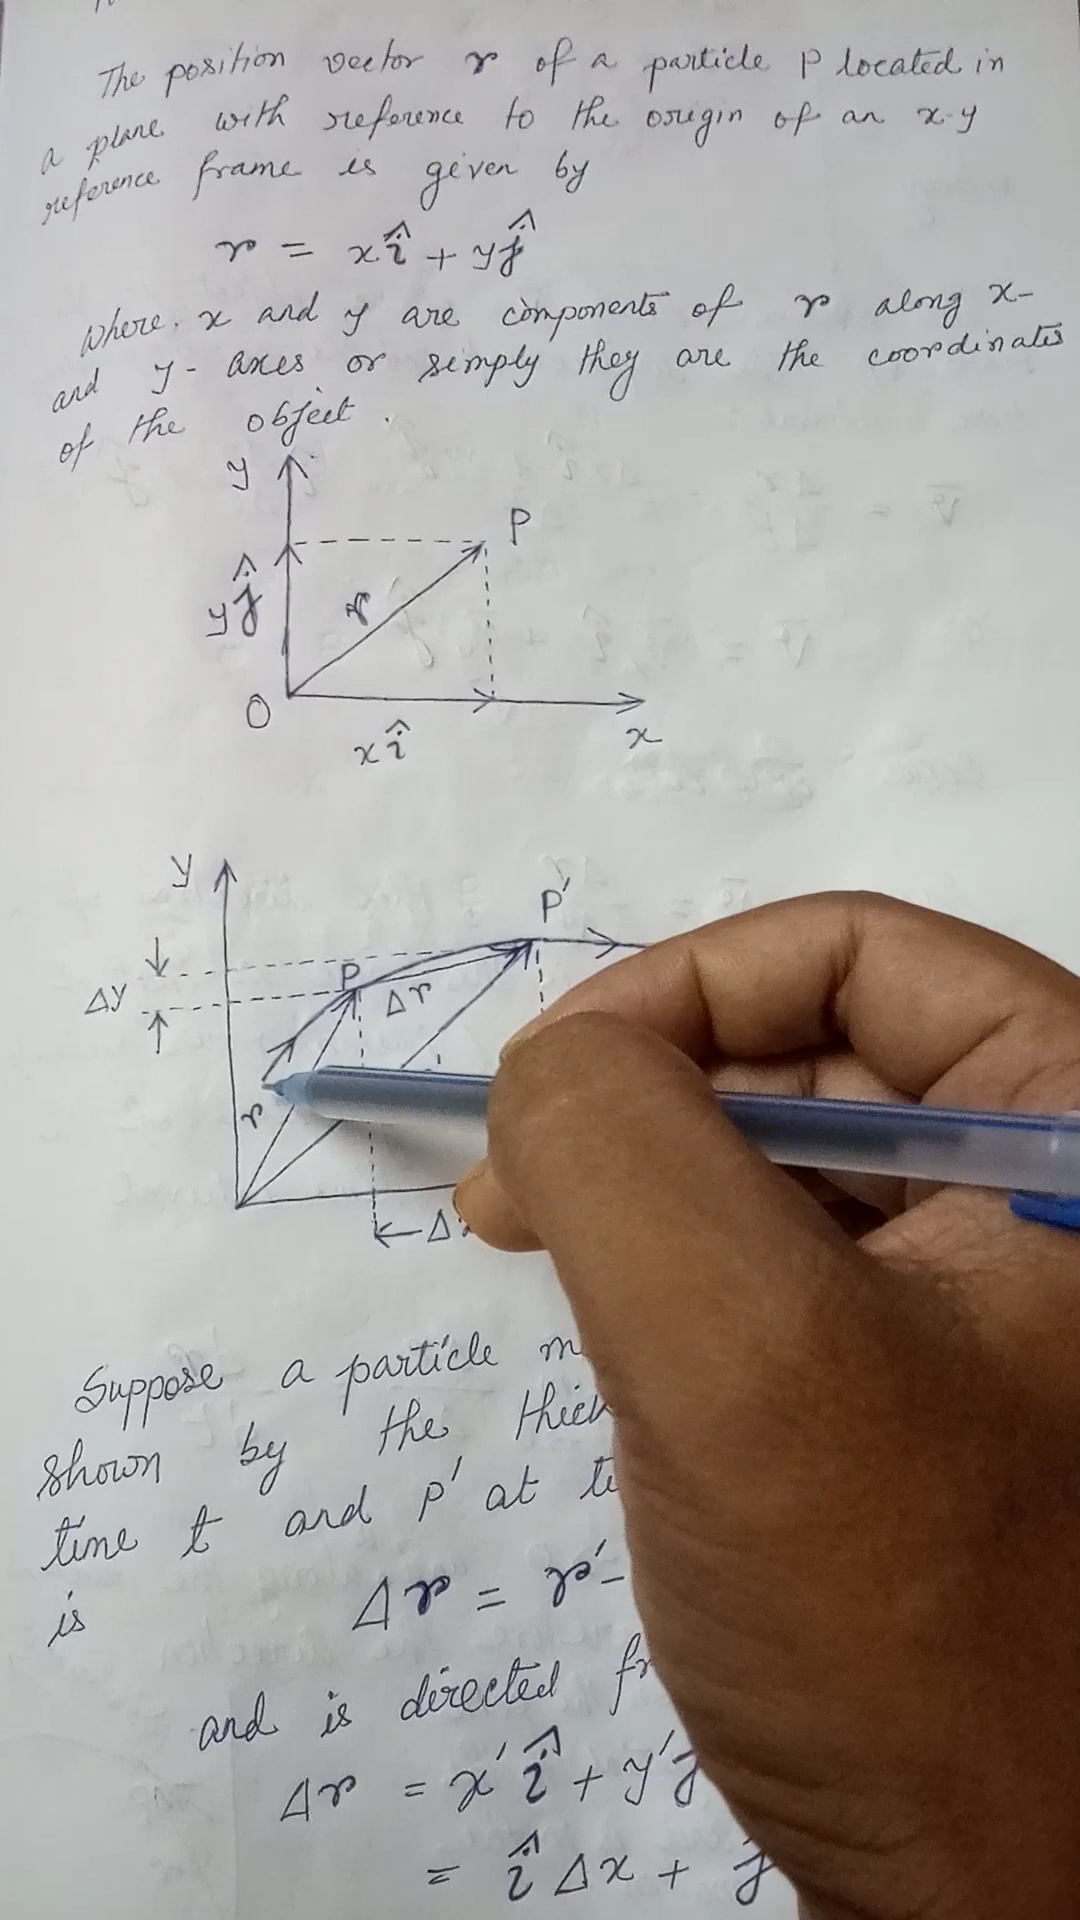 The position vector r of a particle P located in
a plane with reference to the origin of an x-y
reference frame is given by
r = xî + yĵ
where x and y are components of r along x-
and y- axes or simply they are the coordinates
of the object.
y
P
yĵ
r
O
xî
x
y
P'
P
Δy
Δr
r
Δ
Suppose a particle
shown by the
time t and P' at
is Δr = r' -
and is directed
Δr = x'î + y'
= îΔx +